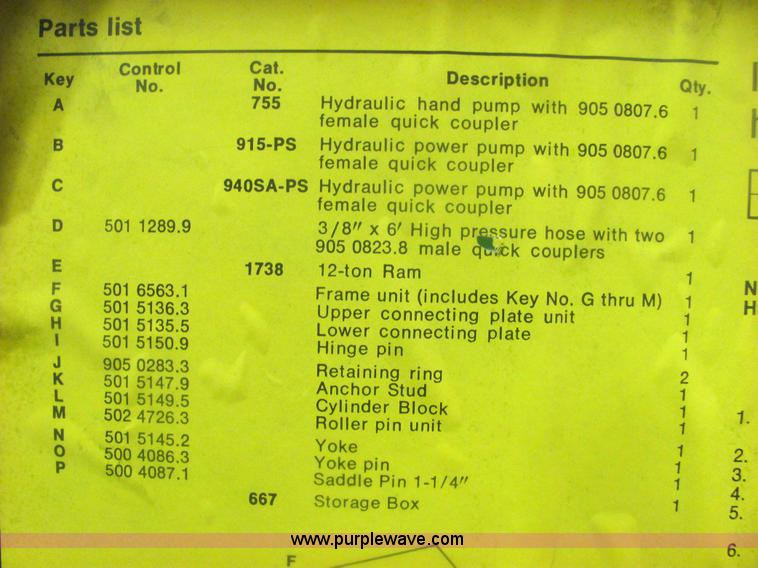 Parts list
Key Control No. Cat. No. Description Qty.
A 755 Hydraulic hand pump with 905 0807.6 1
female quick coupler
B 915-PS Hydraulic power pump with 905 0807.6 1
female quick coupler
C 940SA-PS Hydraulic power pump with 905 0807.6 1
female quick coupler
D 501 1289.9 3/8" x 6' High pressure hose with two 1
905 0823.8 male quick couplers
E 1738 12-ton Ram 1
F 501 6563.1 Frame unit (includes Key No. G thru M) 1
G 501 5136.3 Upper connecting plate unit 1
H 501 5135.5 Lower connecting plate 1
I 501 5150.9 Hinge pin 1
J 905 0283.3 Retaining ring 2
K 501 5147.9 Anchor Stud 1
L 501 5149.5 Cylinder Block 1
M 502 4726.3 Roller pin unit 1
N 501 5145.2 Yoke 1
O 500 4086.3 Yoke pin 1
P 500 4087.1 Saddle Pin 1-1/4" 1
667 Storage Box 1
1.
2.
3.
4.
5.
6.
www.purplewave.com
F